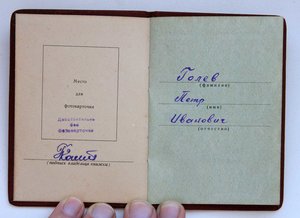 Место
для
фотокарточки
Действительно
без
фотокарточки
(подпись владельца книжки)
Голев
(фамилия)
Петр
(имя)
Иванович
(отчество)